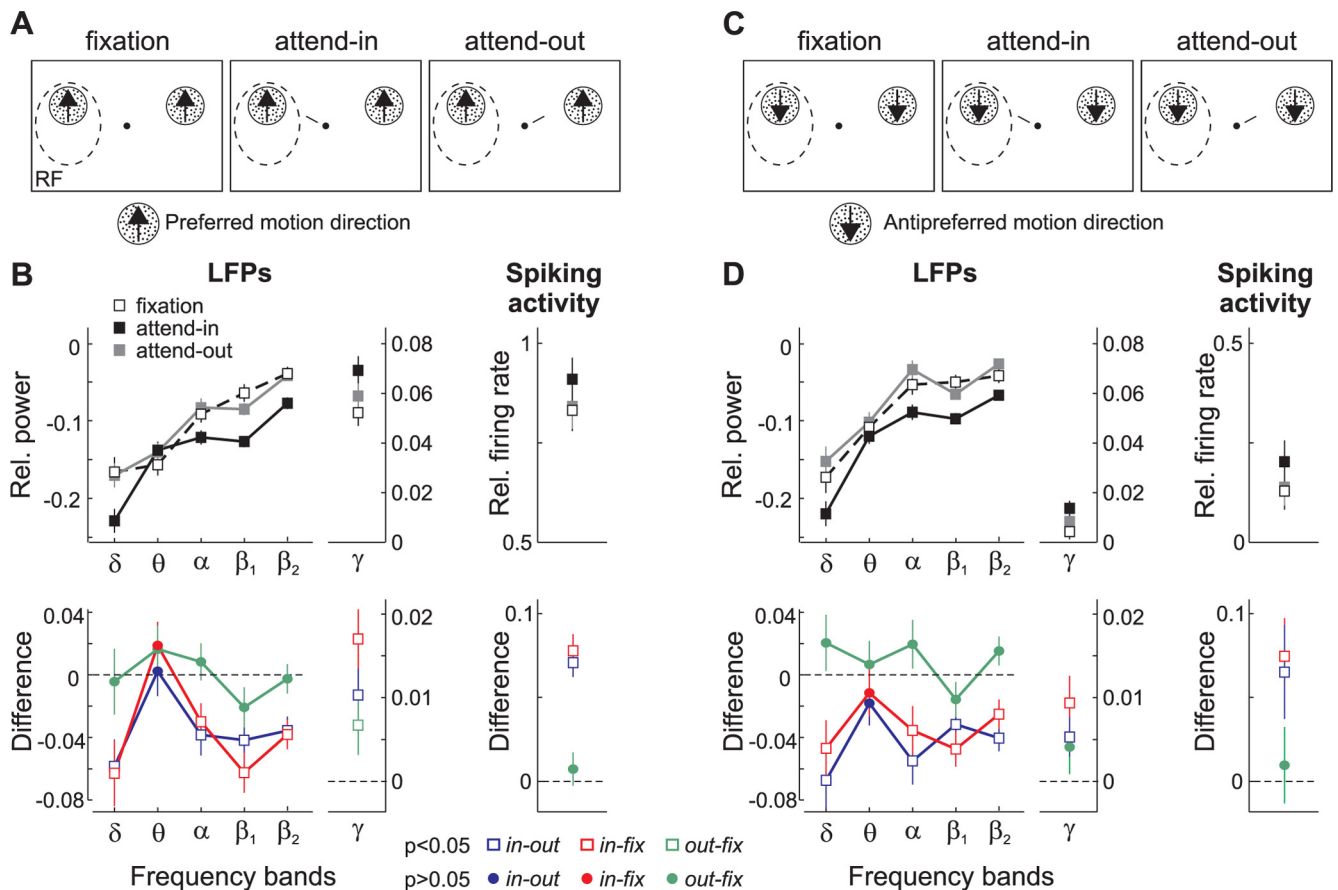 A
fixation attend-in attend-out
RF
Preferred motion direction
B LFPs Spiking activity
fixation
attend-in
attend-out
Rel. power
0
-0.1
-0.2
0.08
0.06
0.04
0.02
0
δ θ α β1 β2 γ
Rel. firing rate
1
0.5
Difference
0.04
0
-0.04
-0.08
0.02
0.01
0
δ θ α β1 β2 γ
Frequency bands
Difference
0.1
0
C
fixation attend-in attend-out
Antipreferred motion direction
D LFPs Spiking activity
Rel. power
0
-0.1
-0.2
0.08
0.06
0.04
0.02
0
δ θ α β1 β2 γ
Rel. firing rate
0.5
0
Difference
0.04
0
-0.04
-0.08
0.02
0.01
0
δ θ α β1 β2 γ
Frequency bands
Difference
0.1
0
p<0.05 in-out in-fix out-fix
p>0.05 in-out in-fix out-fix